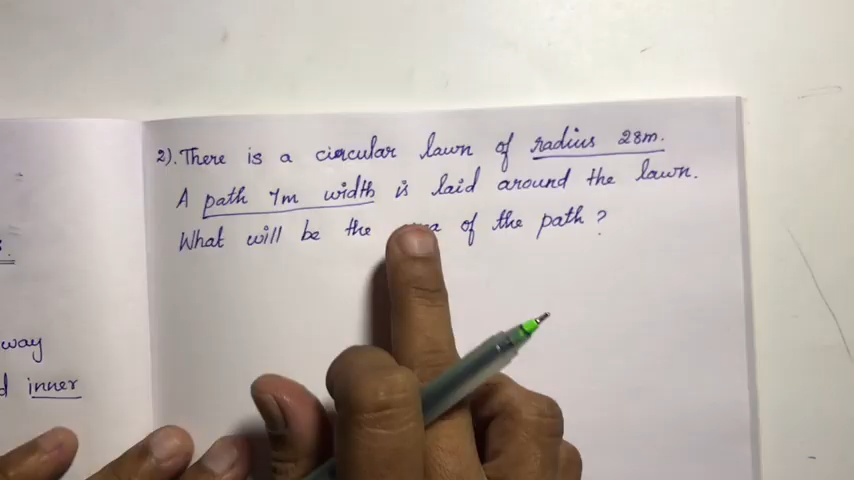 s.
way
d inner
2). There is a circular lawn of radius 28m.
A path 7m width is laid around the lawn.
What will be the area of the path?